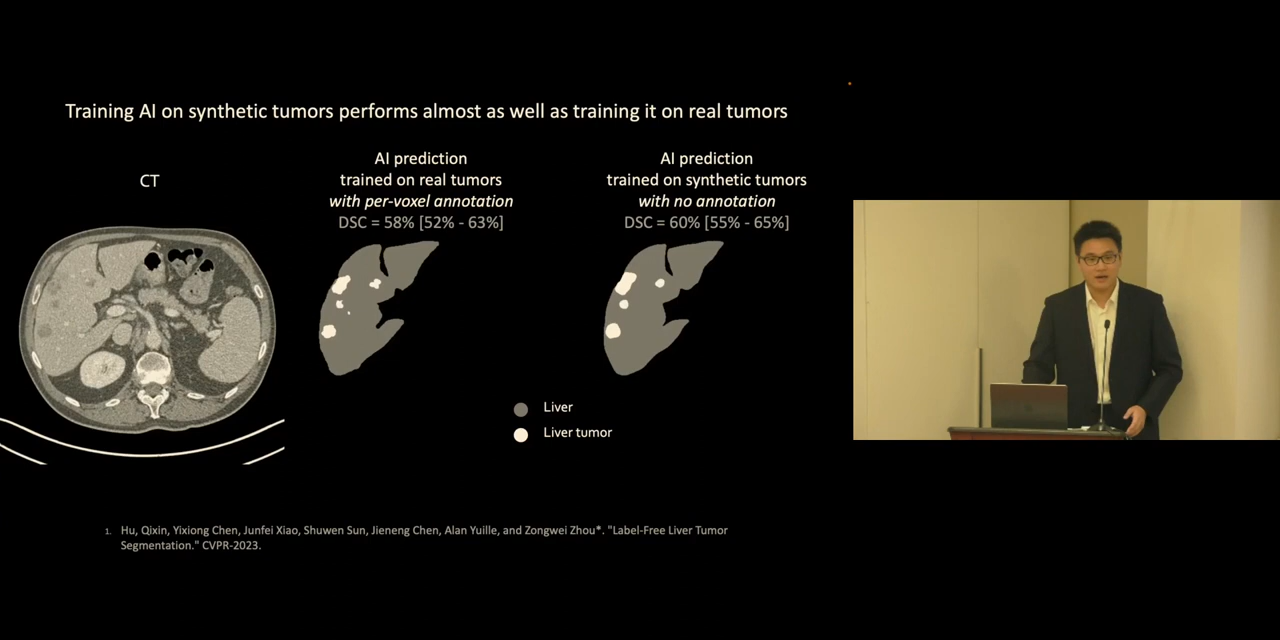 Training AI on synthetic tumors performs almost as well as training it on real tumors
CT
AI prediction
trained on real tumors
with per-voxel annotation
DSC = 58% [52% - 63%]
AI prediction
trained on synthetic tumors
with no annotation
DSC = 60% [55% - 65%]
Liver
Liver tumor
1. Hu, Qixin, Yixiong Chen, Junfei Xiao, Shuwen Sun, Jieneng Chen, Alan Yuille, and Zongwei Zhou*. "Label-Free Liver Tumor
Segmentation." CVPR-2023.